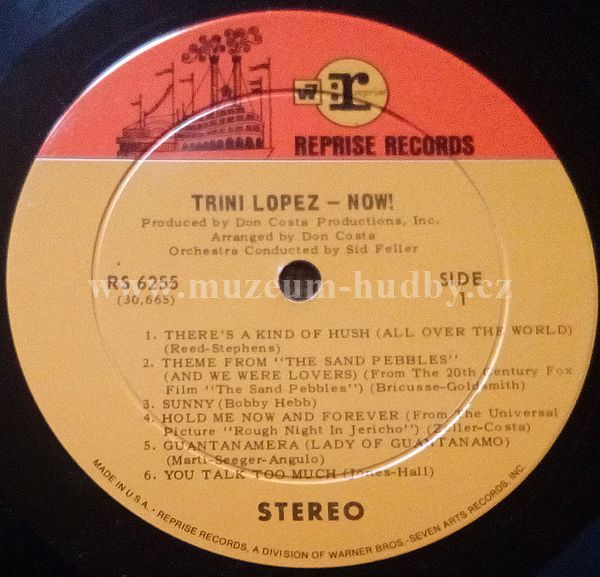 W7
r
reprise
REPRISE RECORDS
TRINI LOPEZ – NOW!
Produced by Don Costa Productions, Inc.
Arranged by Don Costa
Orchestra Conducted by Sid Feller
RS 6255
(30,665)
SIDE
1
www.muzeum-hudby.cz
1. THERE'S A KIND OF HUSH (ALL OVER THE WORLD)
(Reed-Stephens)
2. THEME FROM "THE SAND PEBBLES"
(AND WE WERE LOVERS) (From The 20th Century Fox
Film "The Sand Pebbles") (Bricusse-Goldsmith)
3. SUNNY (Bobby Hebb)
4. HOLD ME NOW AND FOREVER (From The Universal
Picture "Rough Night In Jericho") (Zeller-Costa)
5. GUANTANAMERA (LADY OF GUANTANAMO)
(Marti-Seeger-Angulo)
6. YOU TALK TOO MUCH (Jones-Hall)
STEREO
MADE IN U.S.A. • REPRISE RECORDS, A DIVISION OF WARNER BROS.-SEVEN ARTS RECORDS, INC.